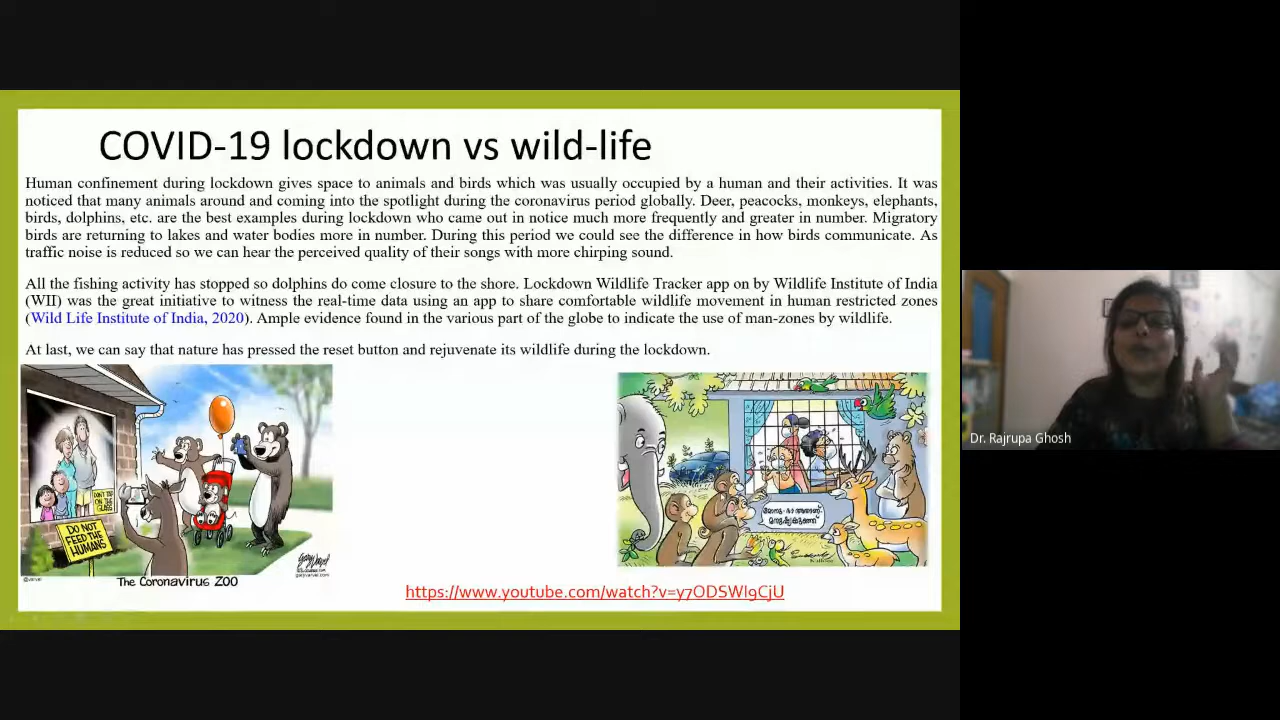 COVID-19 lockdown vs wild-life
Human confinement during lockdown gives space to animals and birds which was usually occupied by a human and their activities. It was
noticed that many animals around and coming into the spotlight during the coronavirus period globally. Deer, peacocks, monkeys, elephants,
birds, dolphins, etc. are the best examples during lockdown who came out in notice much more frequently and greater in number. Migratory
birds are returning to lakes and water bodies more in number. During this period we could see the difference in how birds communicate. As
traffic noise is reduced so we can hear the perceived quality of their songs with more chirping sound.
All the fishing activity has stopped so dolphins do come closure to the shore. Lockdown Wildlife Tracker app on by Wildlife Institute of India
(WII) was the great initiative to witness the real-time data using an app to share comfortable wildlife movement in human restricted zones
(Wild Life Institute of India, 2020). Ample evidence found in the various part of the globe to indicate the use of man-zones by wildlife.
At last, we can say that nature has pressed the reset button and rejuvenate its wildlife during the lockdown.
DON'T TAP
ON THE
GLASS
DO NOT
FEED THE
HUMANS
The Coronavirus ZOO
https://www.youtube.com/watch?v=y7ODSWl9CjU
Dr. Rajrupa Ghosh